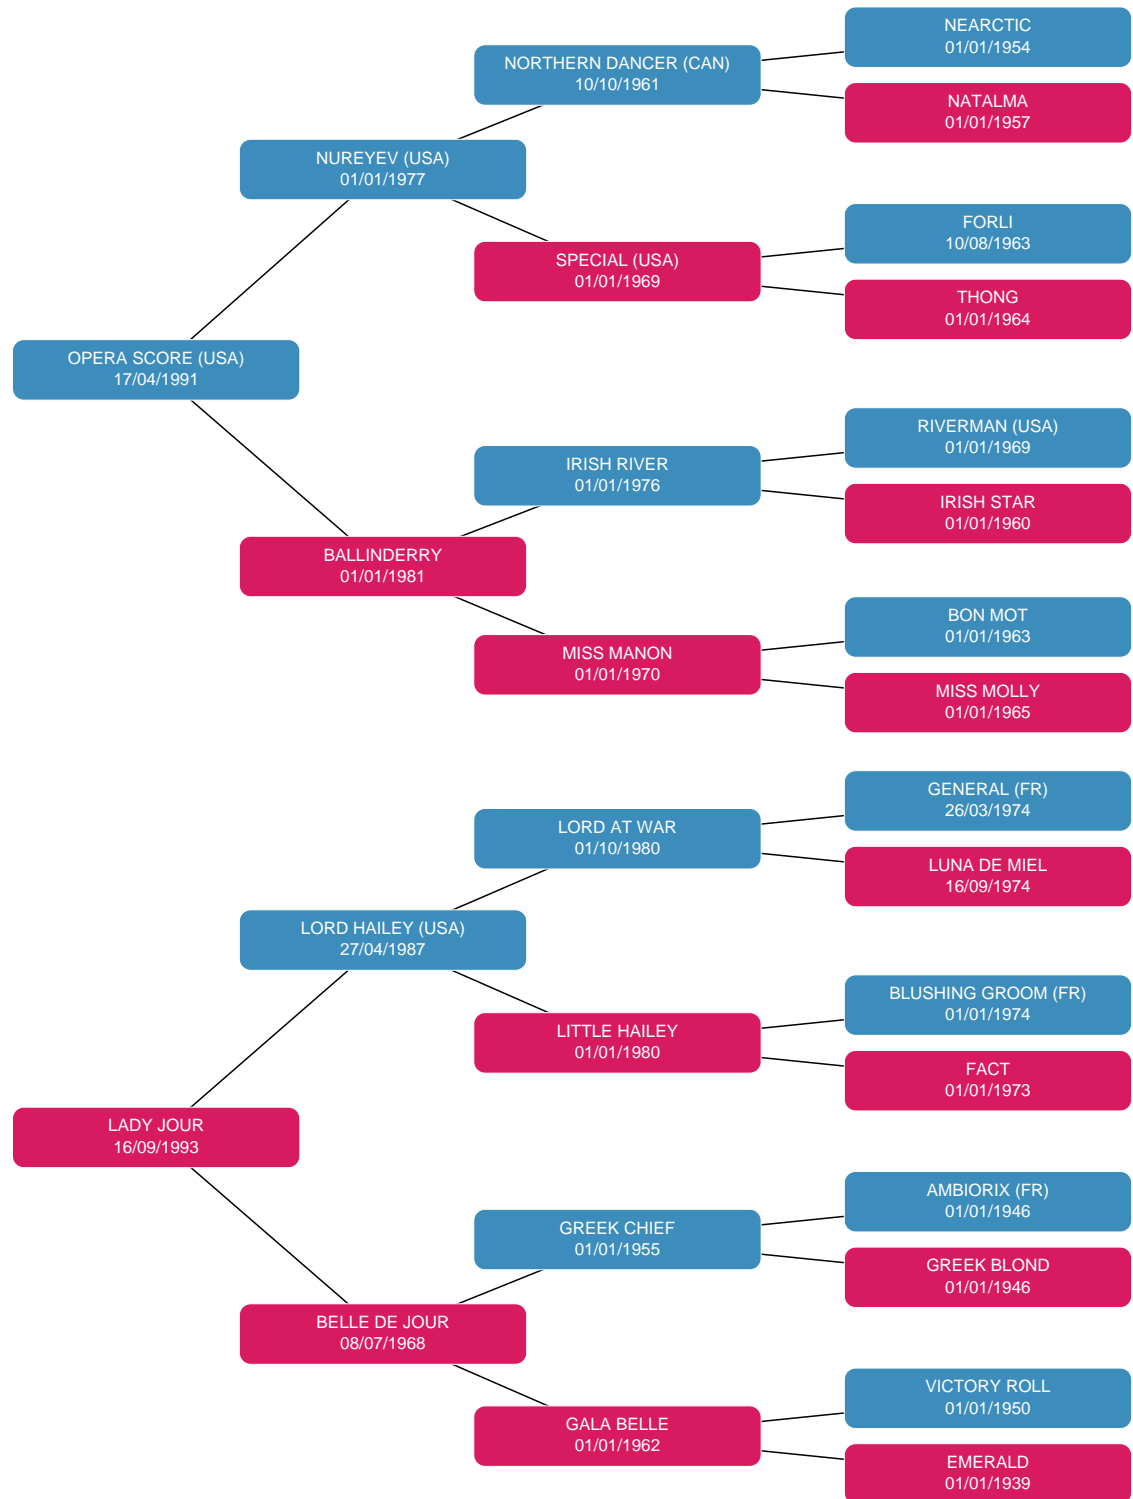 NEARCTIC
01/01/1954
NORTHERN DANCER (CAN)
10/10/1961
NATALMA
01/01/1957
NUREYEV (USA)
01/01/1977
FORLI
10/08/1963
SPECIAL (USA)
01/01/1969
THONG
01/01/1964
OPERA SCORE (USA)
17/04/1991
RIVERMAN (USA)
01/01/1969
IRISH RIVER
01/01/1976
IRISH STAR
01/01/1960
BALLINDERRY
01/01/1981
BON MOT
01/01/1963
MISS MANON
01/01/1970
MISS MOLLY
01/01/1965
GENERAL (FR)
26/03/1974
LORD AT WAR
01/10/1980
LUNA DE MIEL
16/09/1974
LORD HAILEY (USA)
27/04/1987
BLUSHING GROOM (FR)
01/01/1974
LITTLE HAILEY
01/01/1980
FACT
01/01/1973
LADY JOUR
16/09/1993
AMBIORIX (FR)
01/01/1946
GREEK CHIEF
01/01/1955
GREEK BLOND
01/01/1946
BELLE DE JOUR
08/07/1968
VICTORY ROLL
01/01/1950
GALA BELLE
01/01/1962
EMERALD
01/01/1939